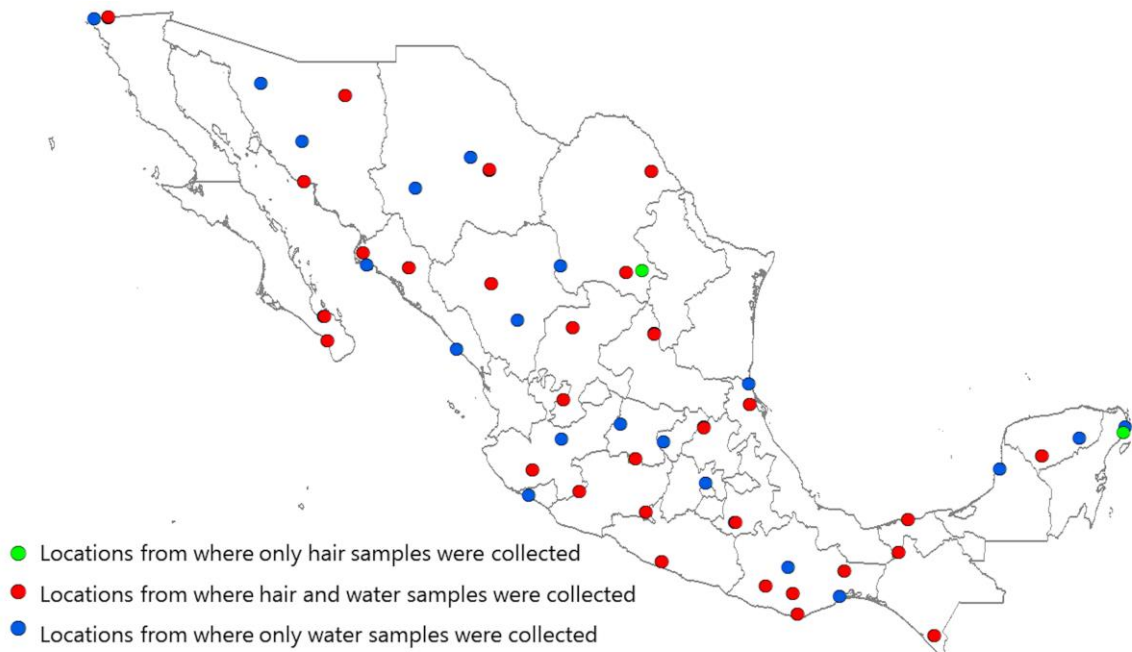 Locations from where only hair samples were collected
Locations from where hair and water samples were collected
Locations from where only water samples were collected